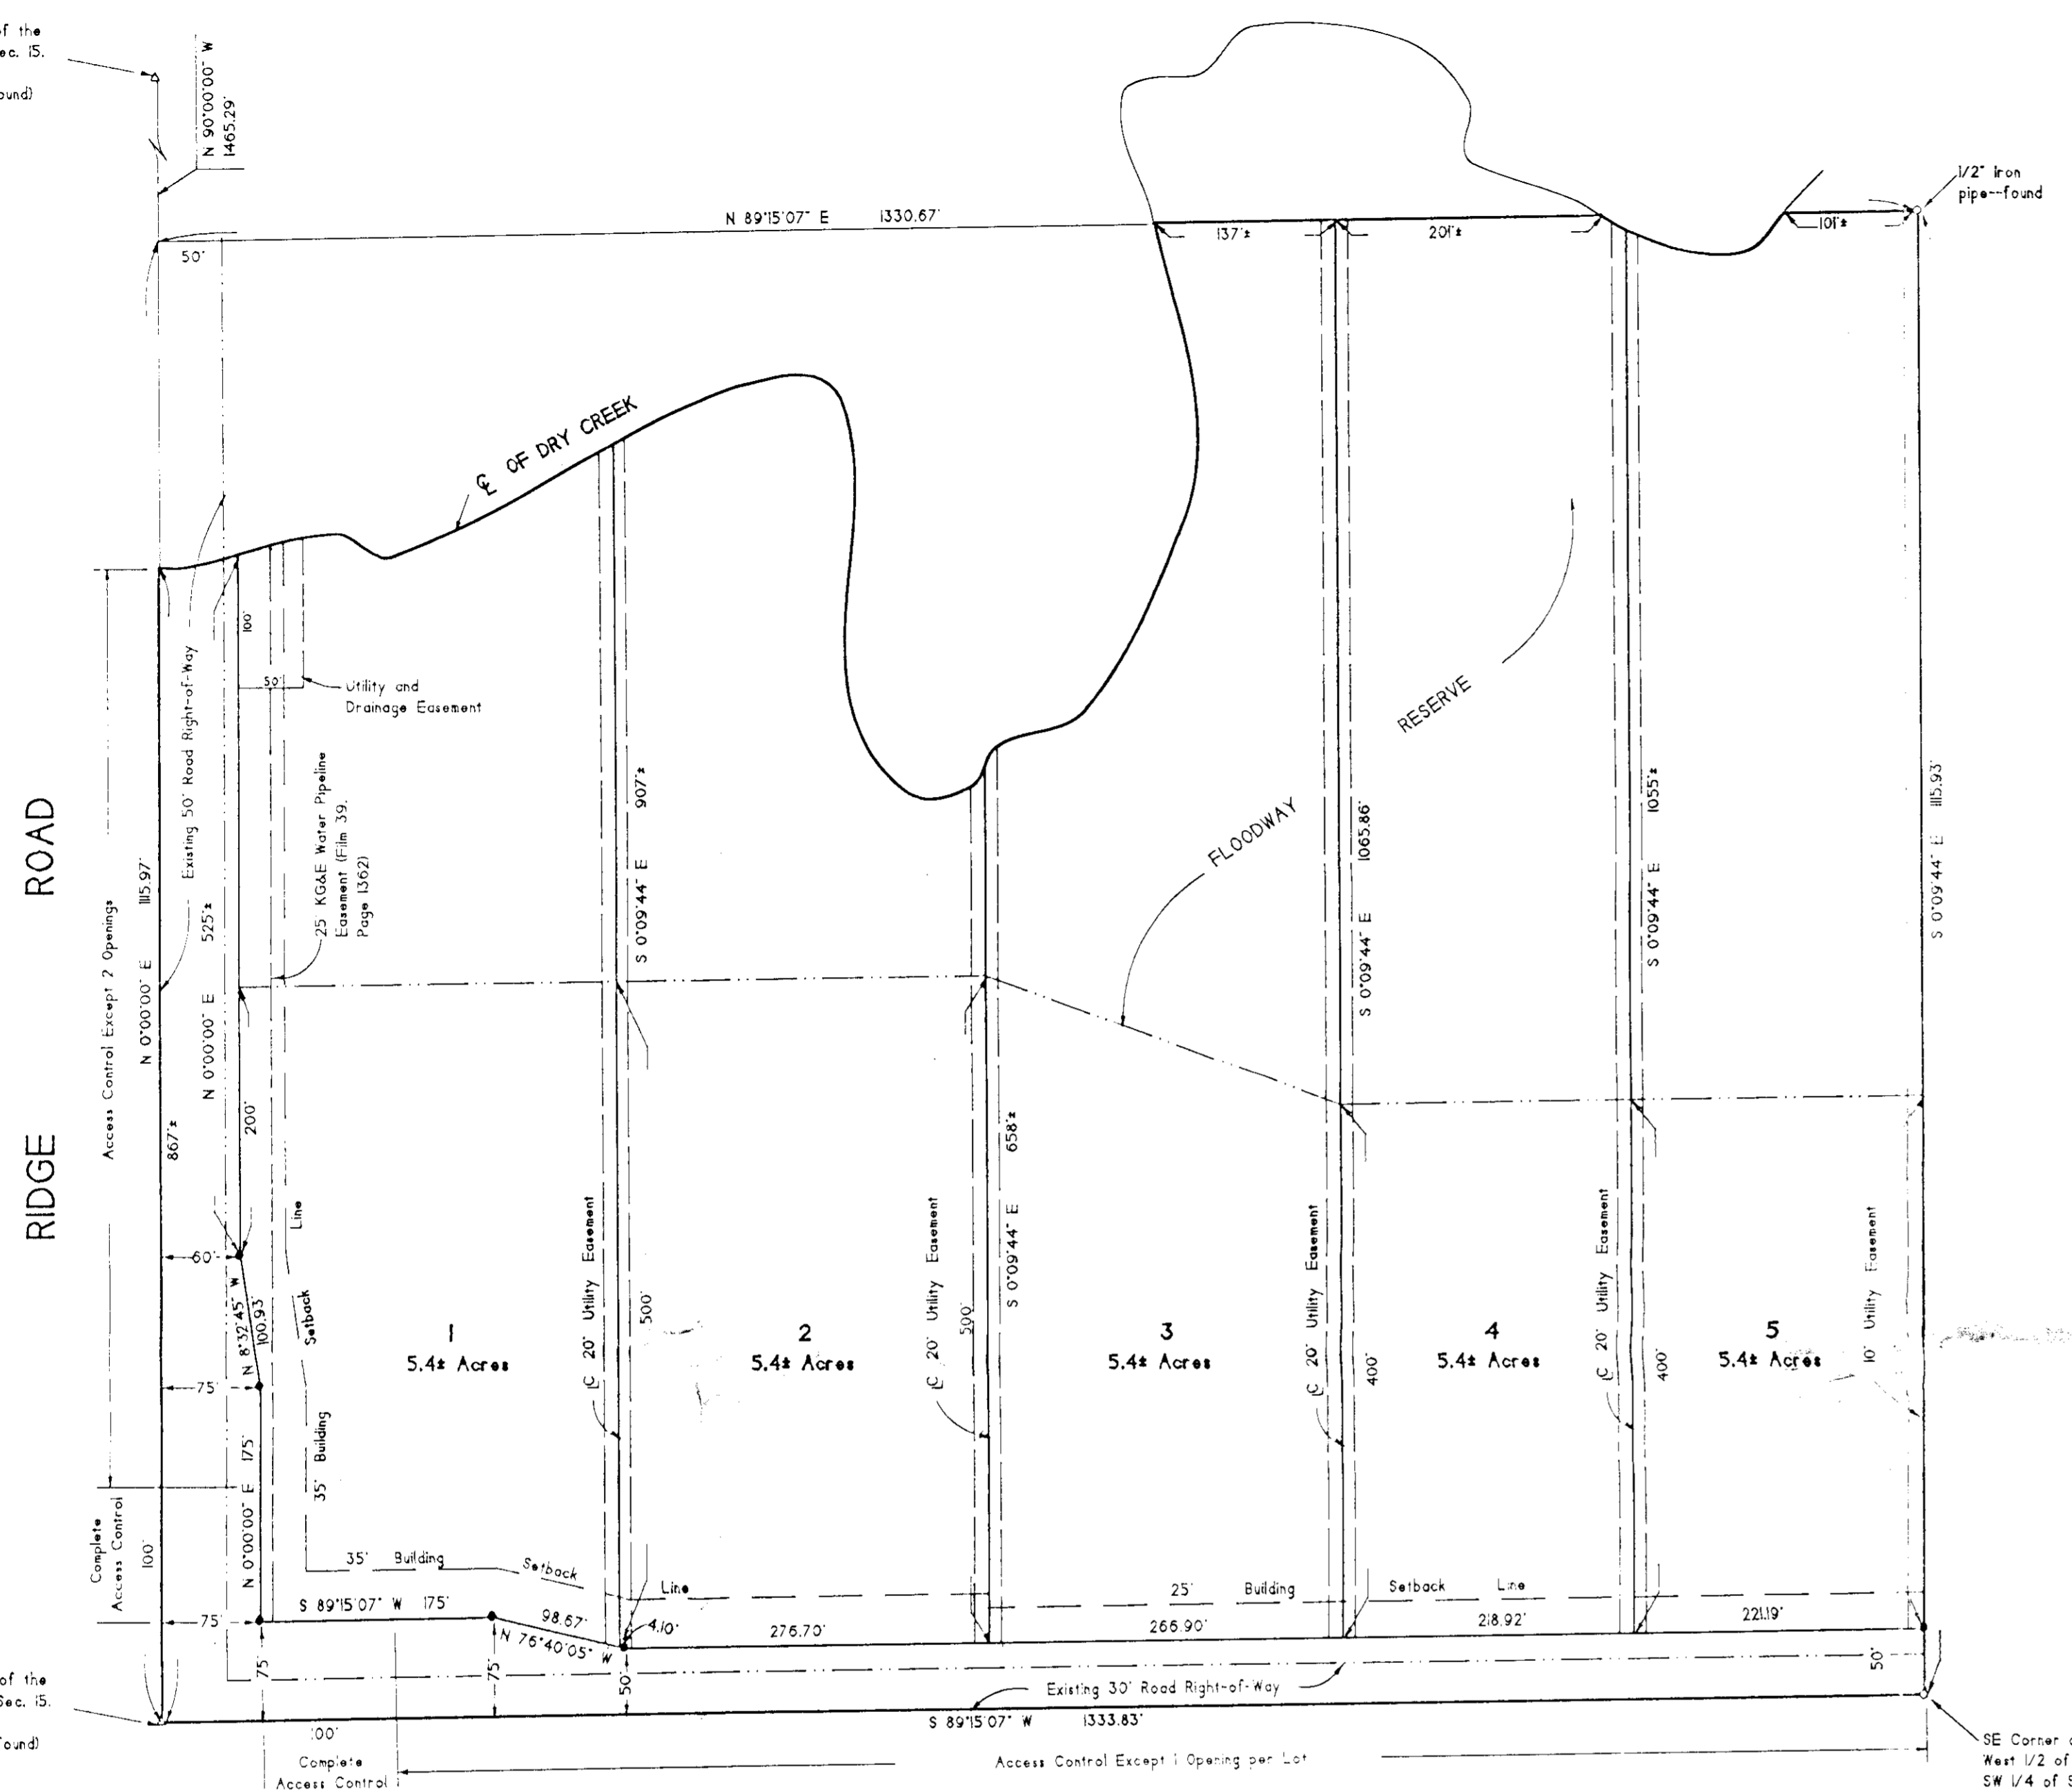 of the
ec. 15.
ound)
N 90°00'00" W
1465.29'
1/2" Iron
pipe--found
N 89°15'07" E 1330.67'
137'±
201'±
101'±
50'
℄ OF DRY CREEK
100'
50'
Utility and
Drainage Easement
Existing 50' Road Right-of-Way
25' KG&E Water Pipeline
Easement (Film 39,
Page 1362)
RIDGE ROAD
Access Control Except 2 Openings
N 0°00'00" E 1115.97'
867'±
N 0°00'00" E 525'±
200'
S 0°09'44" E 907'±
S 0°09'44" E 658'±
S 0°09'44" E 1065.86'
S 0°09'44" E 1055'±
S 0°09'44" E 1115.93'
RESERVE
FLOODWAY
60'
N 8°32'45" W
100.93'
75'
N 0°00'00" E 175'
75'
Line
Setback
35' Building
℄ 20' Utility Easement
500'
℄ 20' Utility Easement
500'
℄ 20' Utility Easement
400'
℄ 20' Utility Easement
400'
10' Utility Easement
1
5.4± Acres
2
5.4± Acres
3
5.4± Acres
4
5.4± Acres
5
5.4± Acres
Complete
Access Control
100'
35' Building Setback Line
25' Building Setback Line
S 89°15'07" W 175'
98.67'
N 76°40'05" W
4.10'
276.70'
266.90'
218.92'
221.19'
75'
75'
50'
50'
Existing 30' Road Right-of-Way
S 89°15'07" W 1333.83'
of the
Sec. 15.
ound)
100'
Complete
Access Control
Access Control Except 1 Opening per Lot
SE Corner o
West 1/2 of
SW 1/4 of S